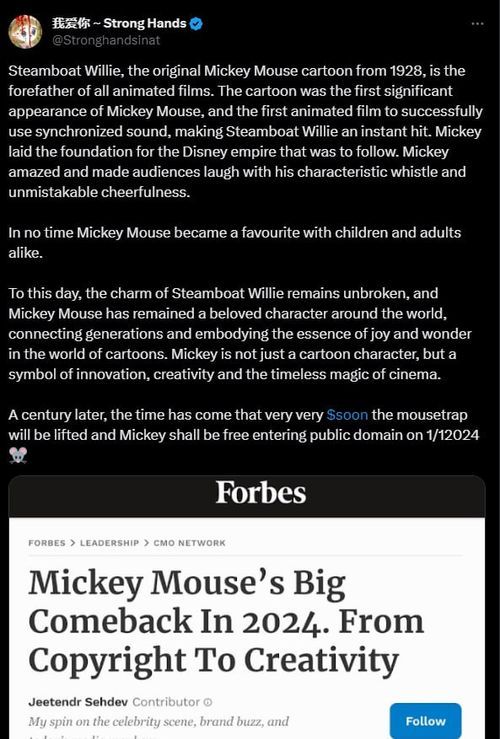 我爱你 ~ Strong Hands
@Stronghandsinat
Steamboat Willie, the original Mickey Mouse cartoon from 1928, is the
forefather of all animated films. The cartoon was the first significant
appearance of Mickey Mouse, and the first animated film to successfully
use synchronized sound, making Steamboat Willie an instant hit. Mickey
laid the foundation for the Disney empire that was to follow. Mickey
amazed and made audiences laugh with his characteristic whistle and
unmistakable cheerfulness.
In no time Mickey Mouse became a favourite with children and adults
alike.
To this day, the charm of Steamboat Willie remains unbroken, and
Mickey Mouse has remained a beloved character around the world,
connecting generations and embodying the essence of joy and wonder
in the world of cartoons. Mickey is not just a cartoon character, but a
symbol of innovation, creativity and the timeless magic of cinema.
A century later, the time has come that very very $soon the mousetrap
will be lifted and Mickey shall be free entering public domain on 1/12024
🐭
Forbes
FORBES > LEADERSHIP > CMO NETWORK
Mickey Mouse's Big
Comeback In 2024. From
Copyright To Creativity
Jeetendr Sehdev Contributor
My spin on the celebrity scene, brand buzz, and
Follow